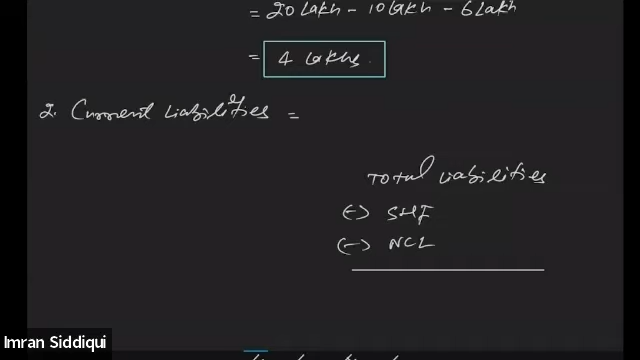 = 20 Lakh - 10 Lakh - 6 Lakh
= 4 Lakhs.
2. Current Liabilities =
Total Liabilities
(-) SHF
(-) NCL
Imran Siddiqui